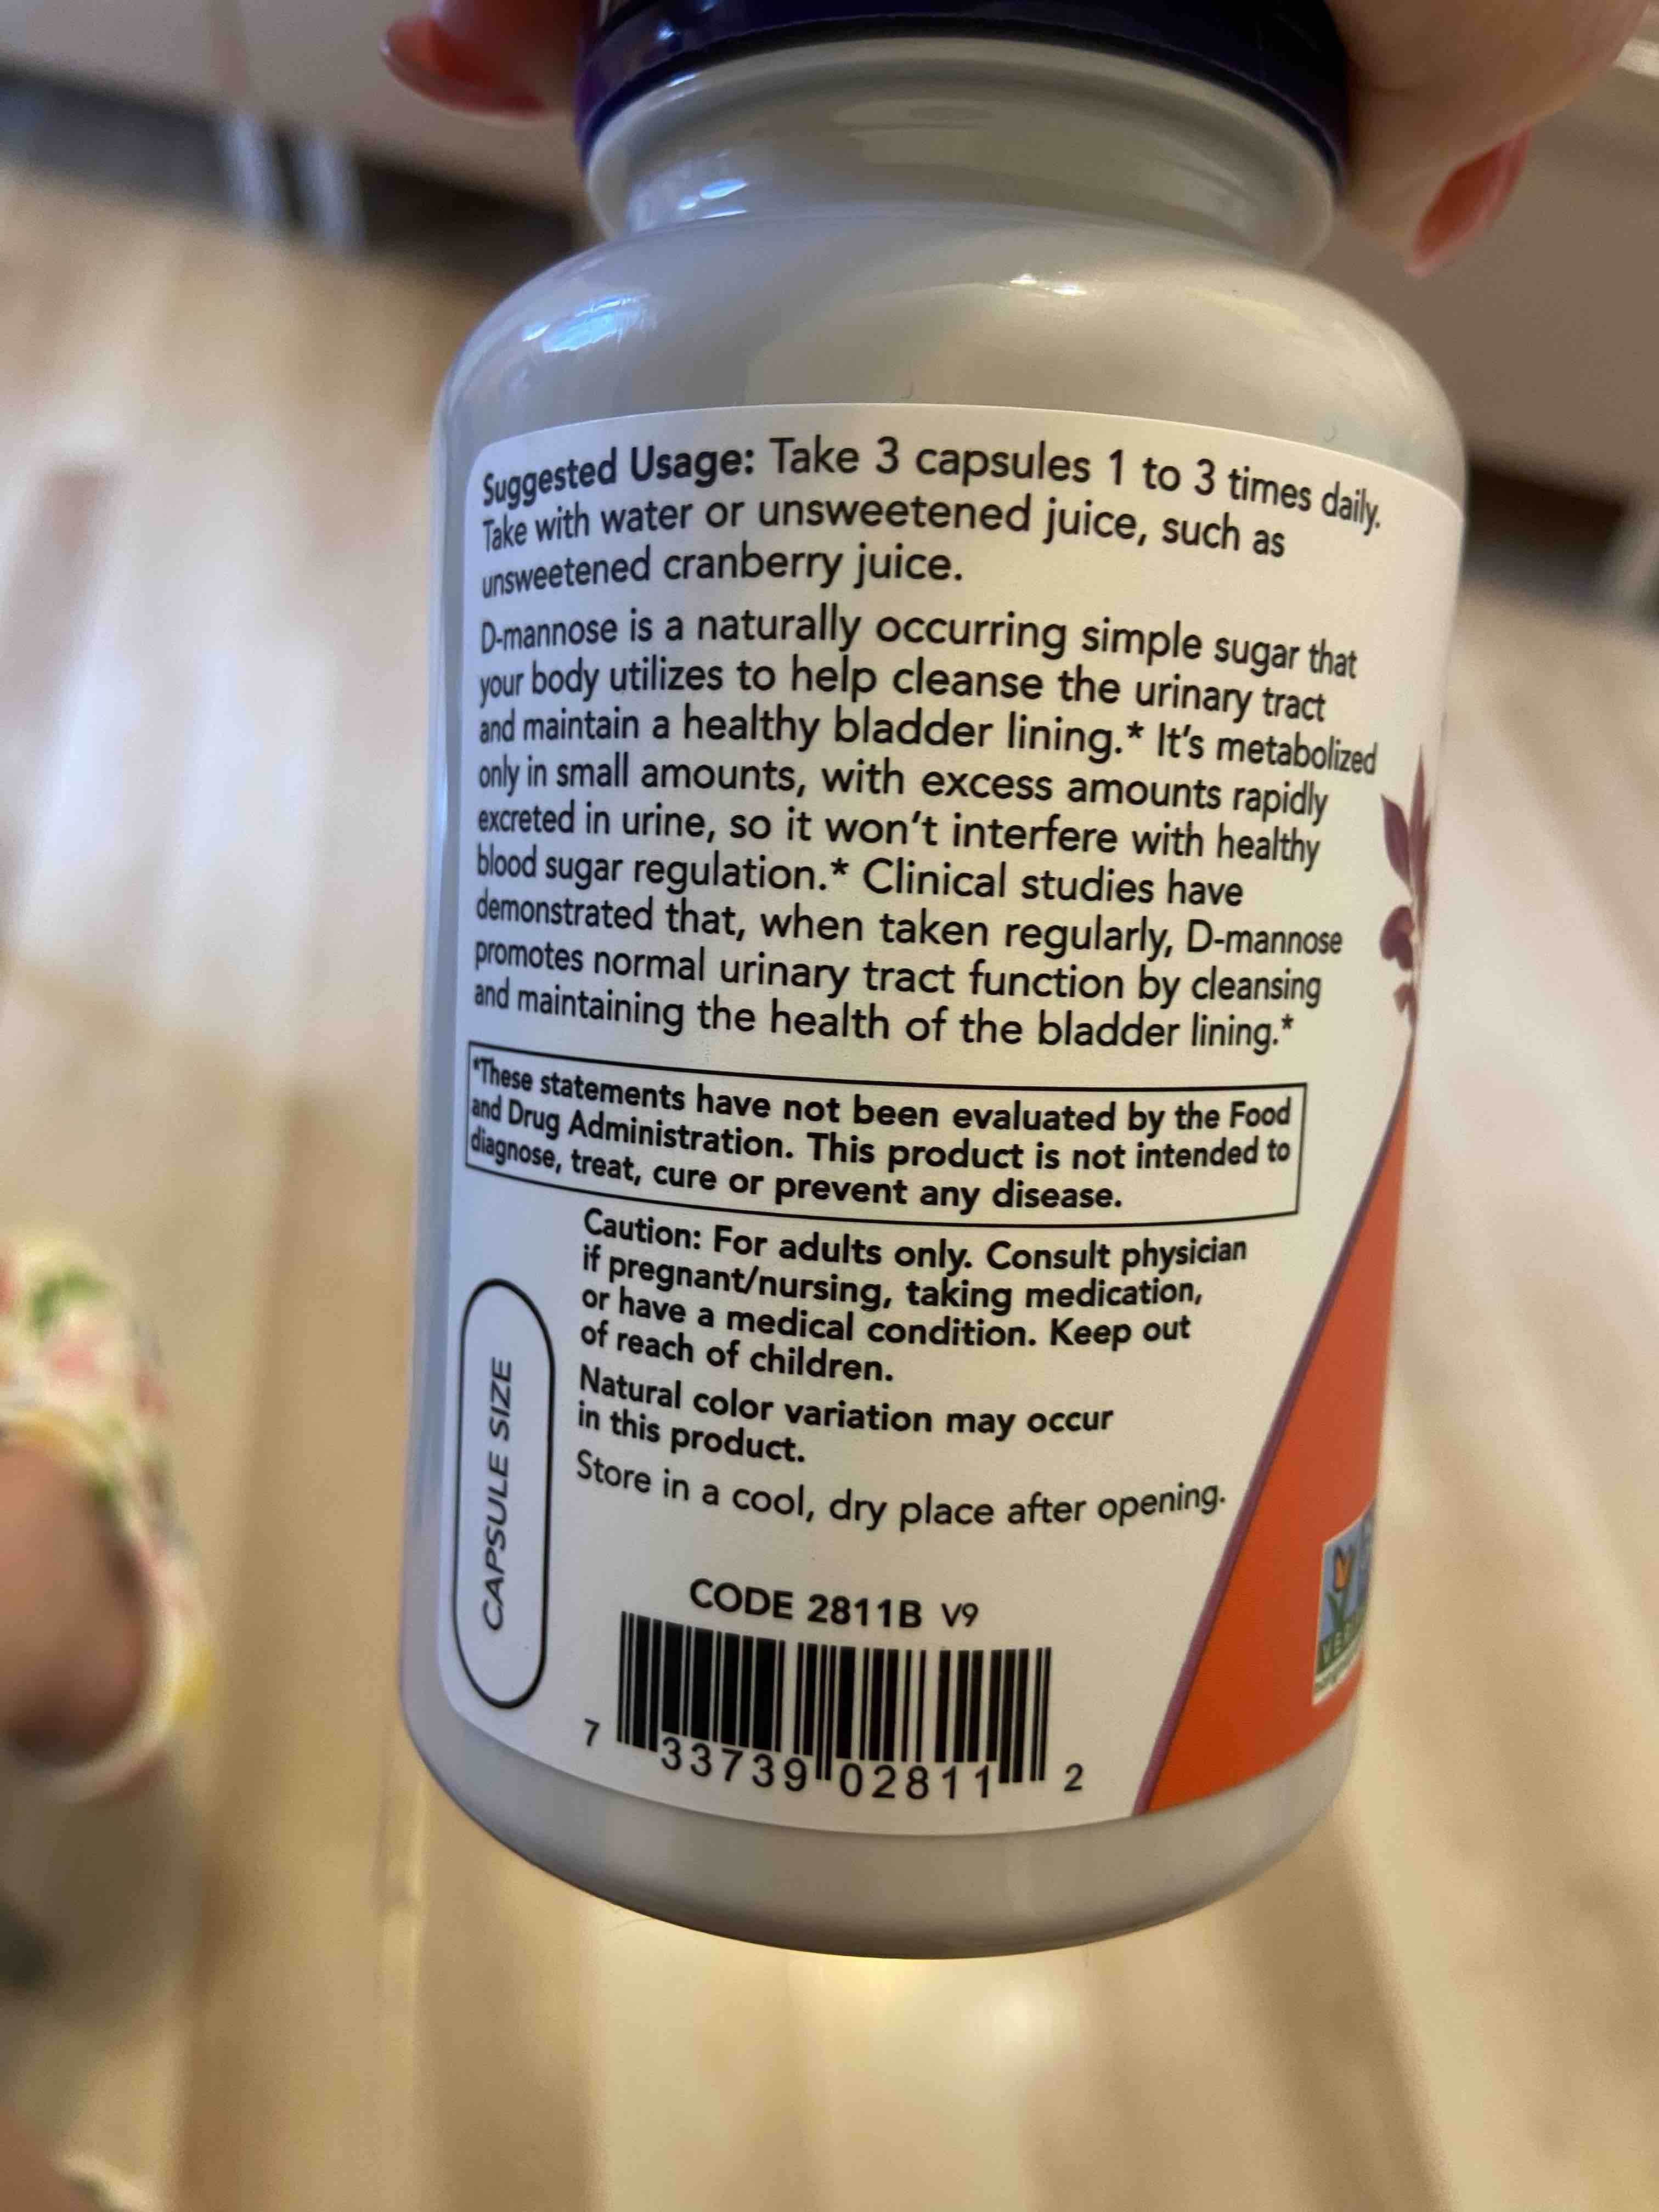 Suggested Usage: Take 3 capsules 1 to 3 times daily.
Take with water or unsweetened juice, such as
unsweetened cranberry juice.
D-mannose is a naturally occurring simple sugar that
your body utilizes to help cleanse the urinary tract
and maintain a healthy bladder lining.* It's metabolized
only in small amounts, with excess amounts rapidly
excreted in urine, so it won't interfere with healthy
blood sugar regulation.* Clinical studies have
demonstrated that, when taken regularly, D-mannose
promotes normal urinary tract function by cleansing
and maintaining the health of the bladder lining.*
*These statements have not been evaluated by the Food
and Drug Administration. This product is not intended to
diagnose, treat, cure or prevent any disease.
Caution: For adults only. Consult physician
if pregnant/nursing, taking medication,
or have a medical condition. Keep out
of reach of children.
Natural color variation may occur
in this product.
Store in a cool, dry place after opening.
CAPSULE SIZE
CODE 2811B V9
7 33739 02811 2